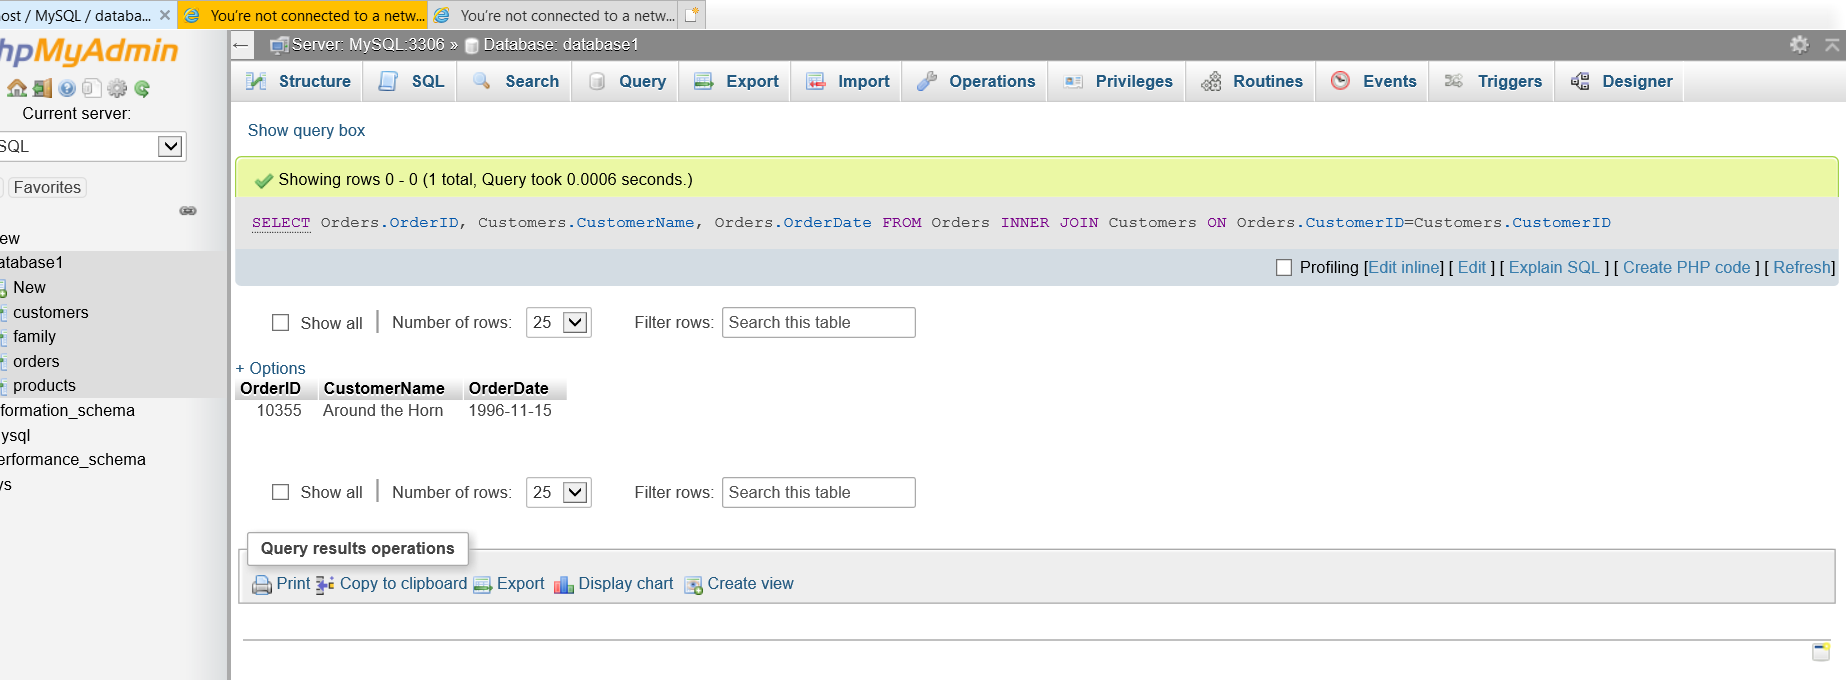 ost / MySQL / databa...
You're not connected to a netw...
You're not connected to a netw...
hpMyAdmin
Server: MySQL:3306 » Database: database1
Structure SQL Search Query Export Import Operations Privileges Routines Events Triggers Designer
Current server:
SQL
Favorites
ew
atabase1
New
customers
family
orders
products
formation_schema
ysql
erformance_schema
ys
Show query box
Showing rows 0 - 0 (1 total, Query took 0.0006 seconds.)
SELECT Orders.OrderID, Customers.CustomerName, Orders.OrderDate FROM Orders INNER JOIN Customers ON Orders.CustomerID=Customers.CustomerID
Profiling [Edit inline] [ Edit ] [ Explain SQL ] [ Create PHP code ] [ Refresh]
Show all Number of rows: 25 Filter rows: Search this table
+ Options
OrderID CustomerName OrderDate
10355 Around the Horn 1996-11-15
Show all Number of rows: 25 Filter rows: Search this table
Query results operations
Print Copy to clipboard Export Display chart Create view